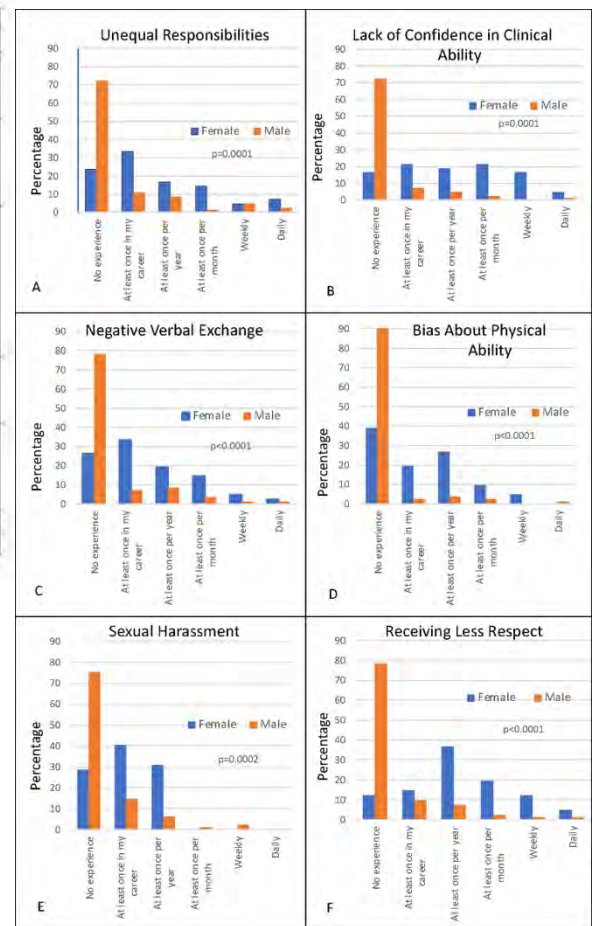 Unequal Responsibilities
90
80
70
60
50
40
30
20
10
0
Percentage
Female Male
p=0.0001
No experience
At least once in my
career
At least once per
year
At least once per
month
Weekly
Daily
A
Lack of Confidence in Clinical
Ability
90
80
70
60
50
40
30
20
10
0
Percentage
Female Male
p=0.0001
No experience
At least once in my
career
At least once per year
At least once per
month
Weekly
Daily
B
Negative Verbal Exchange
90
80
70
60
50
40
30
20
10
0
Percentage
Female Male
p<0.0001
No experience
At least once in my
career
At least once per year
At least once per
month
Weekly
Daily
C
Bias About Physical
Ability
90
80
70
60
50
40
30
20
10
0
Percentage
Female Male
p<0.0001
No experience
At least once in my
career
At least once per year
At least once per
month
Weekly
Daily
D
Sexual Harassment
90
80
70
60
50
40
30
20
10
0
Percentage
Female Male
p=0.0002
No experience
At least once in my
career
At least once per
year
At least once per
month
Weekly
Daily
E
Receiving Less Respect
90
80
70
60
50
40
30
20
10
0
Percentage
Female Male
p<0.0001
No experience
At least once in my
career
At least once per year
At least once per
month
Weekly
Daily
F